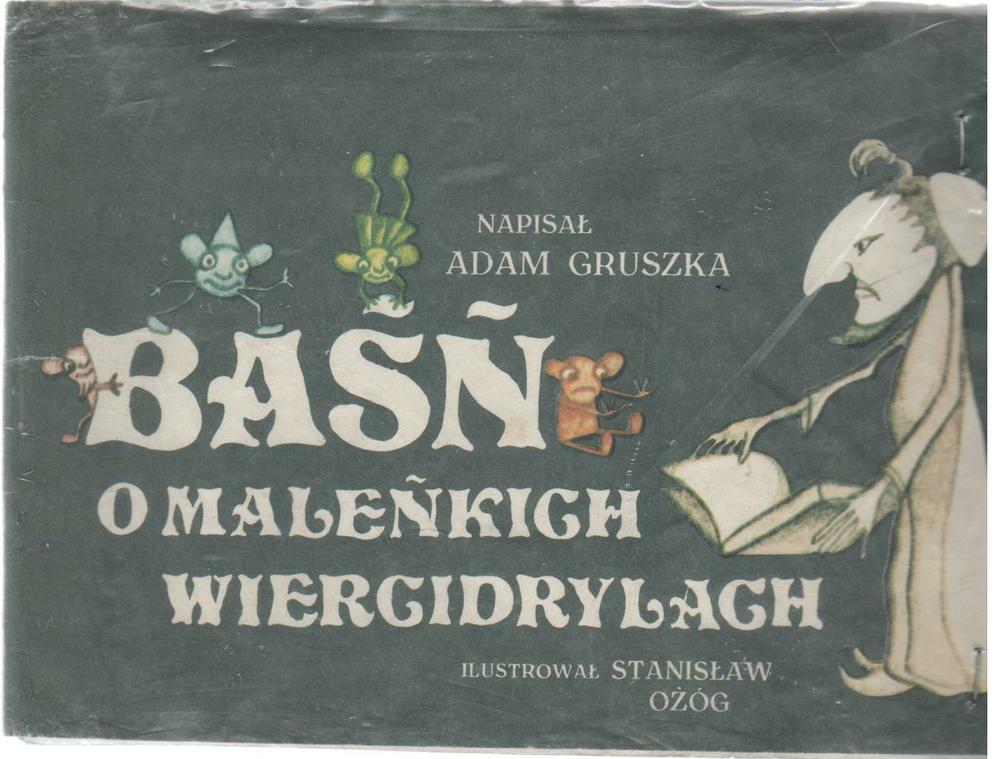 NAPISAŁ
ADAM GRUSZKA
BAŚŃ
O MALEŃKICH
WIERCIDRYLACH
ILUSTROWAŁ STANISŁAW
OŻÓG